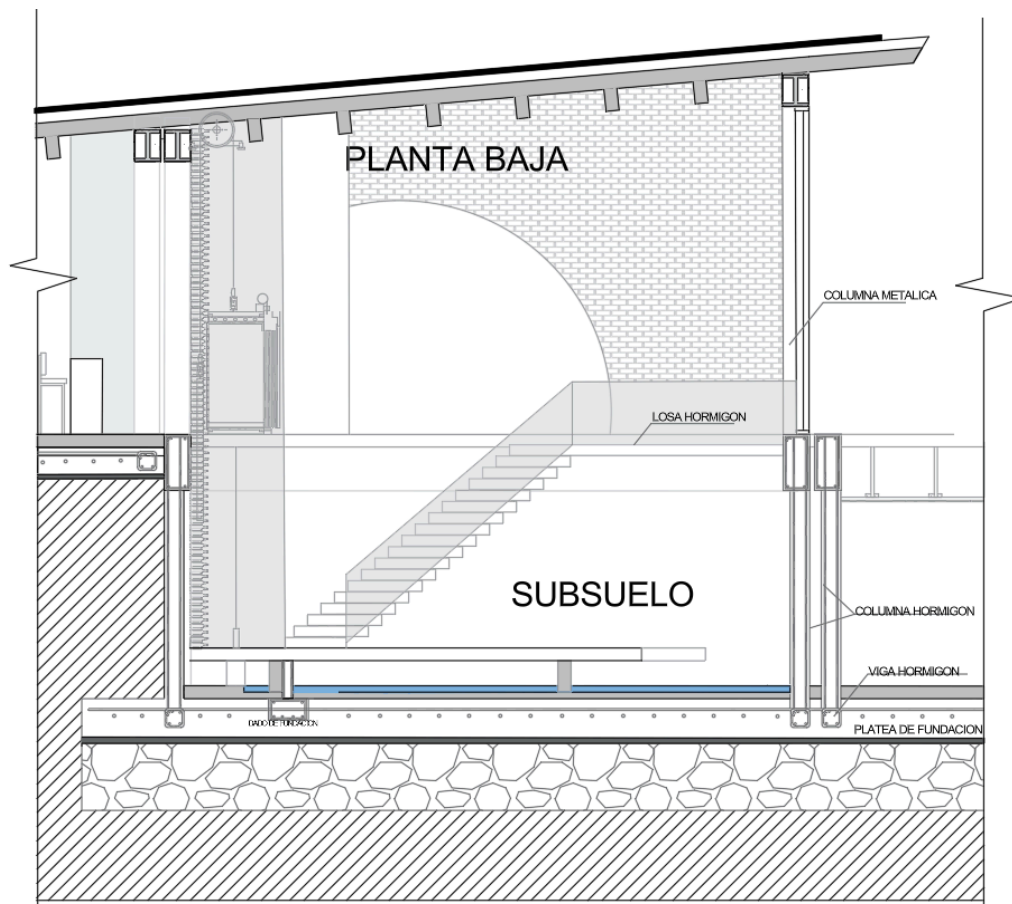 PLANTA BAJA
COLUMNA METALICA
LOSA HORMIGON
SUBSUELO
COLUMNA HORMIGON
VIGA HORMIGON
DADO DE FUNDACION
PLATEA DE FUNDACION